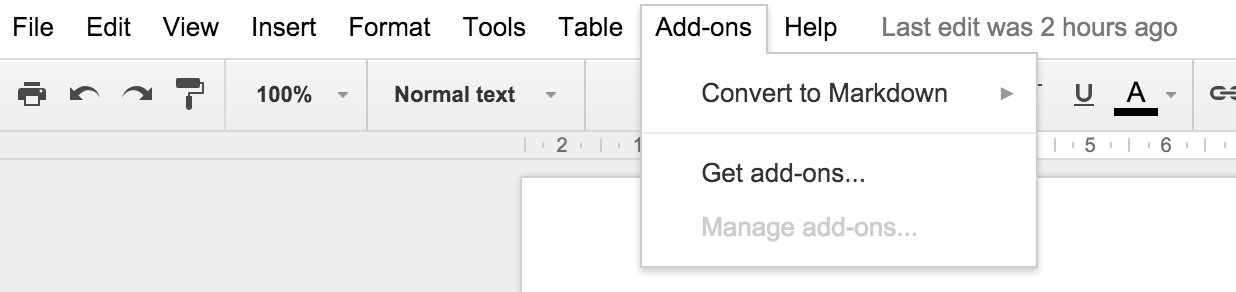 File Edit View Insert Format Tools Table Add-ons Help Last edit was 2 hours ago
100% Normal text U A
Convert to Markdown
2 1 5 6
Get add-ons...
Manage add-ons...